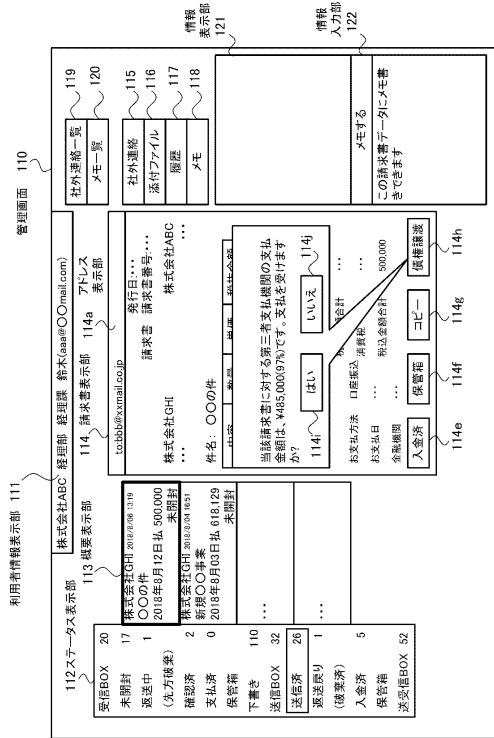 管理画面
110
利用者情報表示部 111
株式会社ABC 経理部 経理課 鈴木(aaa@〇〇mail.com)
112ステータス表示部
受信BOX 20
未開封 17
返送中 1
(先方破棄)
確認済 2
支払済 0
保管箱
下書き 110
送信BOX 32
送信済 26
返送戻り 1
(破棄済)
入金済 5
保管箱
送受信BOX 52
113 概要表示部
株式会社GHI 2018/8/06 13:19
〇〇の件
2018年8月12日払 500,000
未開封
株式会社GHI 2018/8/04 16:51
新規〇〇事業
2018年8月03日払 618,129
未開封
...
...
114 請求書表示部
114a
アドレス
表示部
to:bbb@xxmail.co.jp
発行日:・・・
請求書 請求書番号:・・・・
株式会社GHI
株式会社ABC
・・・
・・・
件名: 〇〇の件
当該請求書に対する第三者支払機関の支払
金額は、¥485,000(97%)です。支払を受けます
か?
はい
いいえ
114i
114j
お支払方法 口座振込
消費税
...
お支払日 ...
税込金額合計 500,000
金融機関 ...
入金済
保管箱
コピー
債権譲渡
114e
114f
114g
114h
社外連絡一覧 119
メモ一覧 120
社外連絡 115
添付ファイル 116
履歴 117
メモ 118
情報
表示部
121
情報
入力部
122
メモする
この請求書データにメモ書
きできます